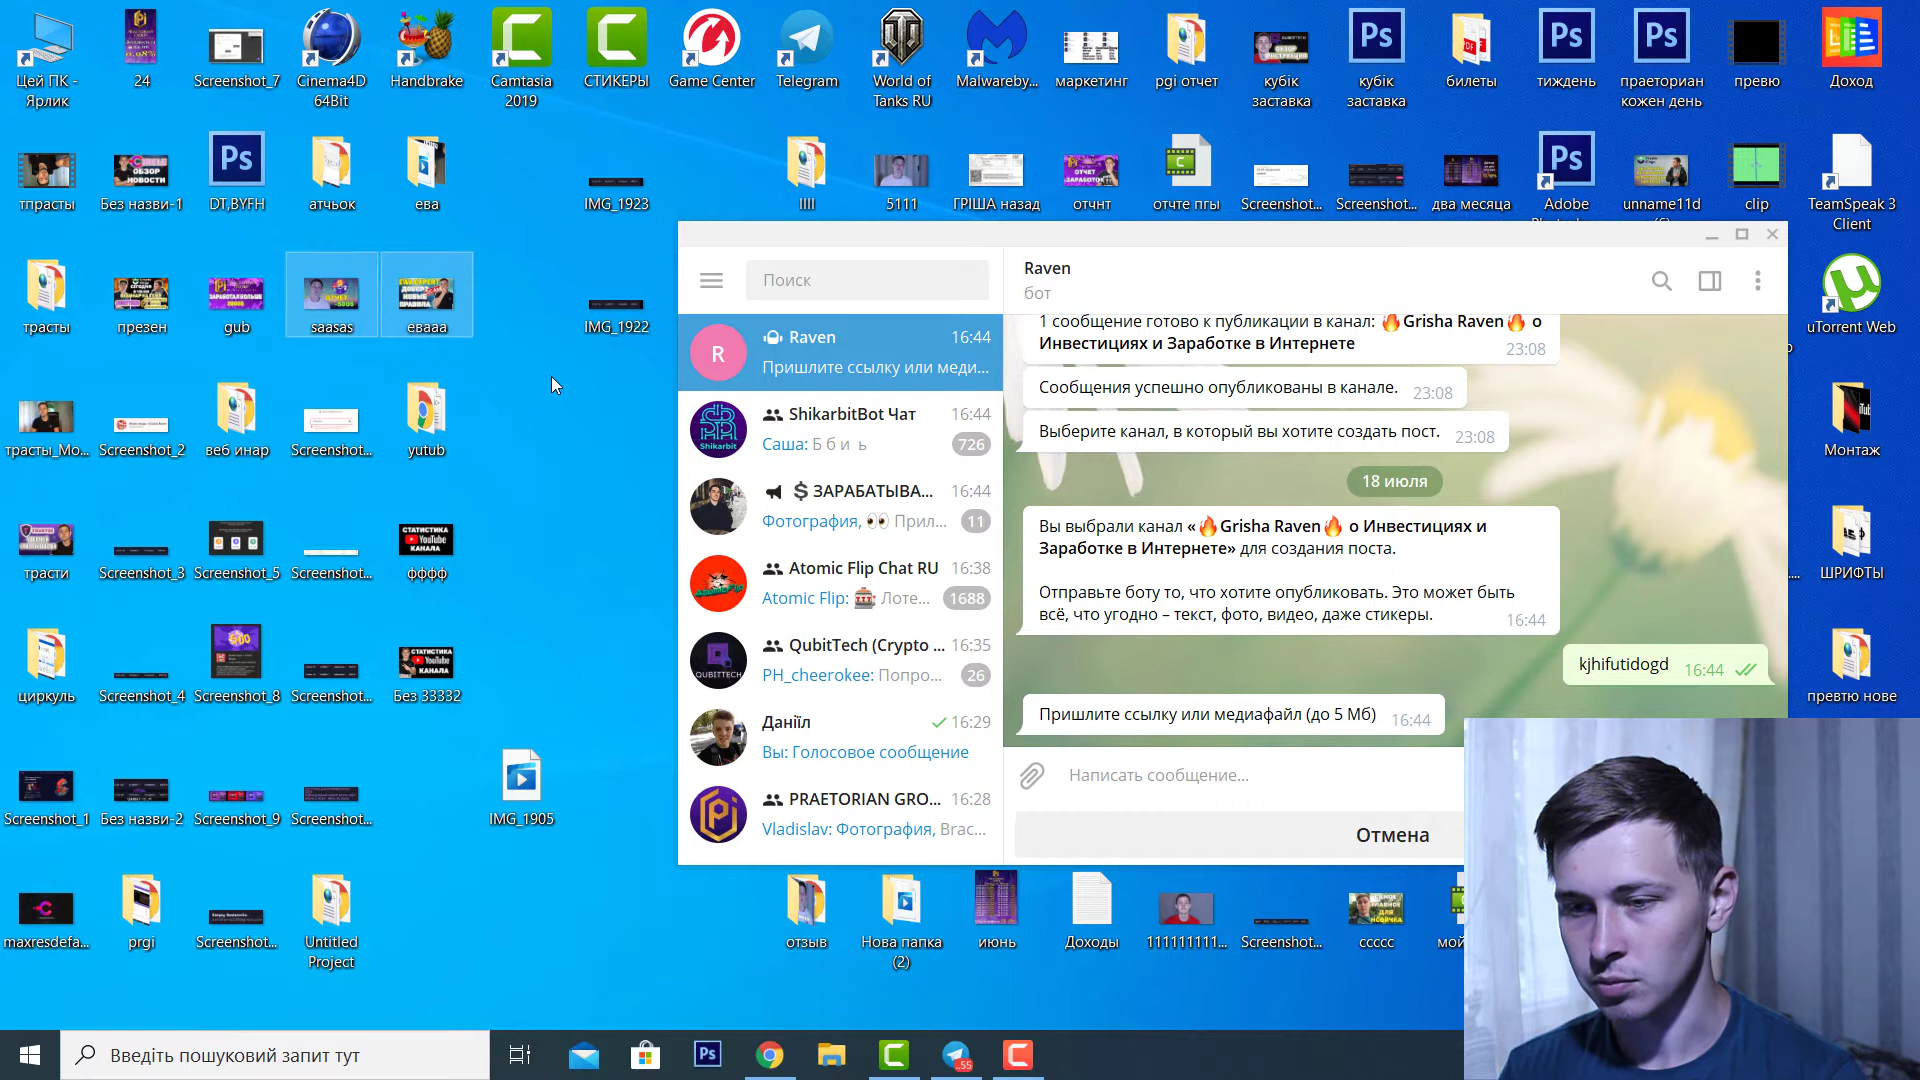 Цей ПК -
Ярлик
24
Screenshot_7
Cinema4D
64Bit
Handbrake
Camtasia
2019
СТИКЕРЫ
Game Center
Telegram
World of
Tanks RU
Malwareby...
маркетинг
pgi отчет
кубік
заставка
кубік
заставка
билеты
тиждень
праеториан
кожен день
превю
Доход
тпрасты
Без назви-1
DT,BYFH
атчьок
ева
IMG_1923
IIII
5111
ГРІША назад
отчнт
отчте пгы
Screenshot...
Screenshot...
два месяца
Adobe
unname11d
clip
TeamSpeak 3
Client
трасты
презен
gub
saasas
еваaa
IMG_1922
uTorrent Web
трасты_Мо...
Screenshot_2
веб инар
Screenshot...
yutub
Монтаж
трасти
Screenshot_3
Screenshot_5
Screenshot...
фффф
ШРИФТЫ
циркуль
Screenshot_4
Screenshot_8
Screenshot...
Без 33332
превтю нове
Screenshot_1
Без назви-2
Screenshot_9
Screenshot...
IMG_1905
maxresdefa...
prgi
Screenshot...
Untitled
Project
отзыв
Нова папка
(2)
июнь
Доходы
111111111...
Screenshot...
ссссс
мой
Поиск
Raven
16:44
Пришлите ссылку или меди...
ShikarbitBot Чат
16:44
Саша: Б б и ь
726
$ ЗАРАБАТЫВА...
16:44
Фотография, 👀 Прил...
11
Atomic Flip Chat RU
16:38
Atomic Flip: 🎰 Лоте...
1688
QubitTech (Crypto ...
16:35
PH_cheerokee: Попро...
26
Даніїл
16:29
Вы: Голосовое сообщение
PRAETORIAN GRO...
16:28
Vladislav: Фотография, Brac...
Raven
бот
1 сообщение готово к публикации в канал: 🔥Grisha Raven🔥 о
Инвестициях и Заработке в Интернете
23:08
Сообщения успешно опубликованы в канале.
23:08
Выберите канал, в который вы хотите создать пост.
23:08
18 июля
Вы выбрали канал «🔥Grisha Raven🔥 о Инвестициях и
Заработке в Интернете» для создания поста.
Отправьте боту то, что хотите опубликовать. Это может быть
всё, что угодно – текст, фото, видео, даже стикеры.
16:44
kjhifutidogd
16:44
Пришлите ссылку или медиафайл (до 5 Мб)
16:44
Написать сообщение...
Отмена
Введіть пошуковий запит тут
55